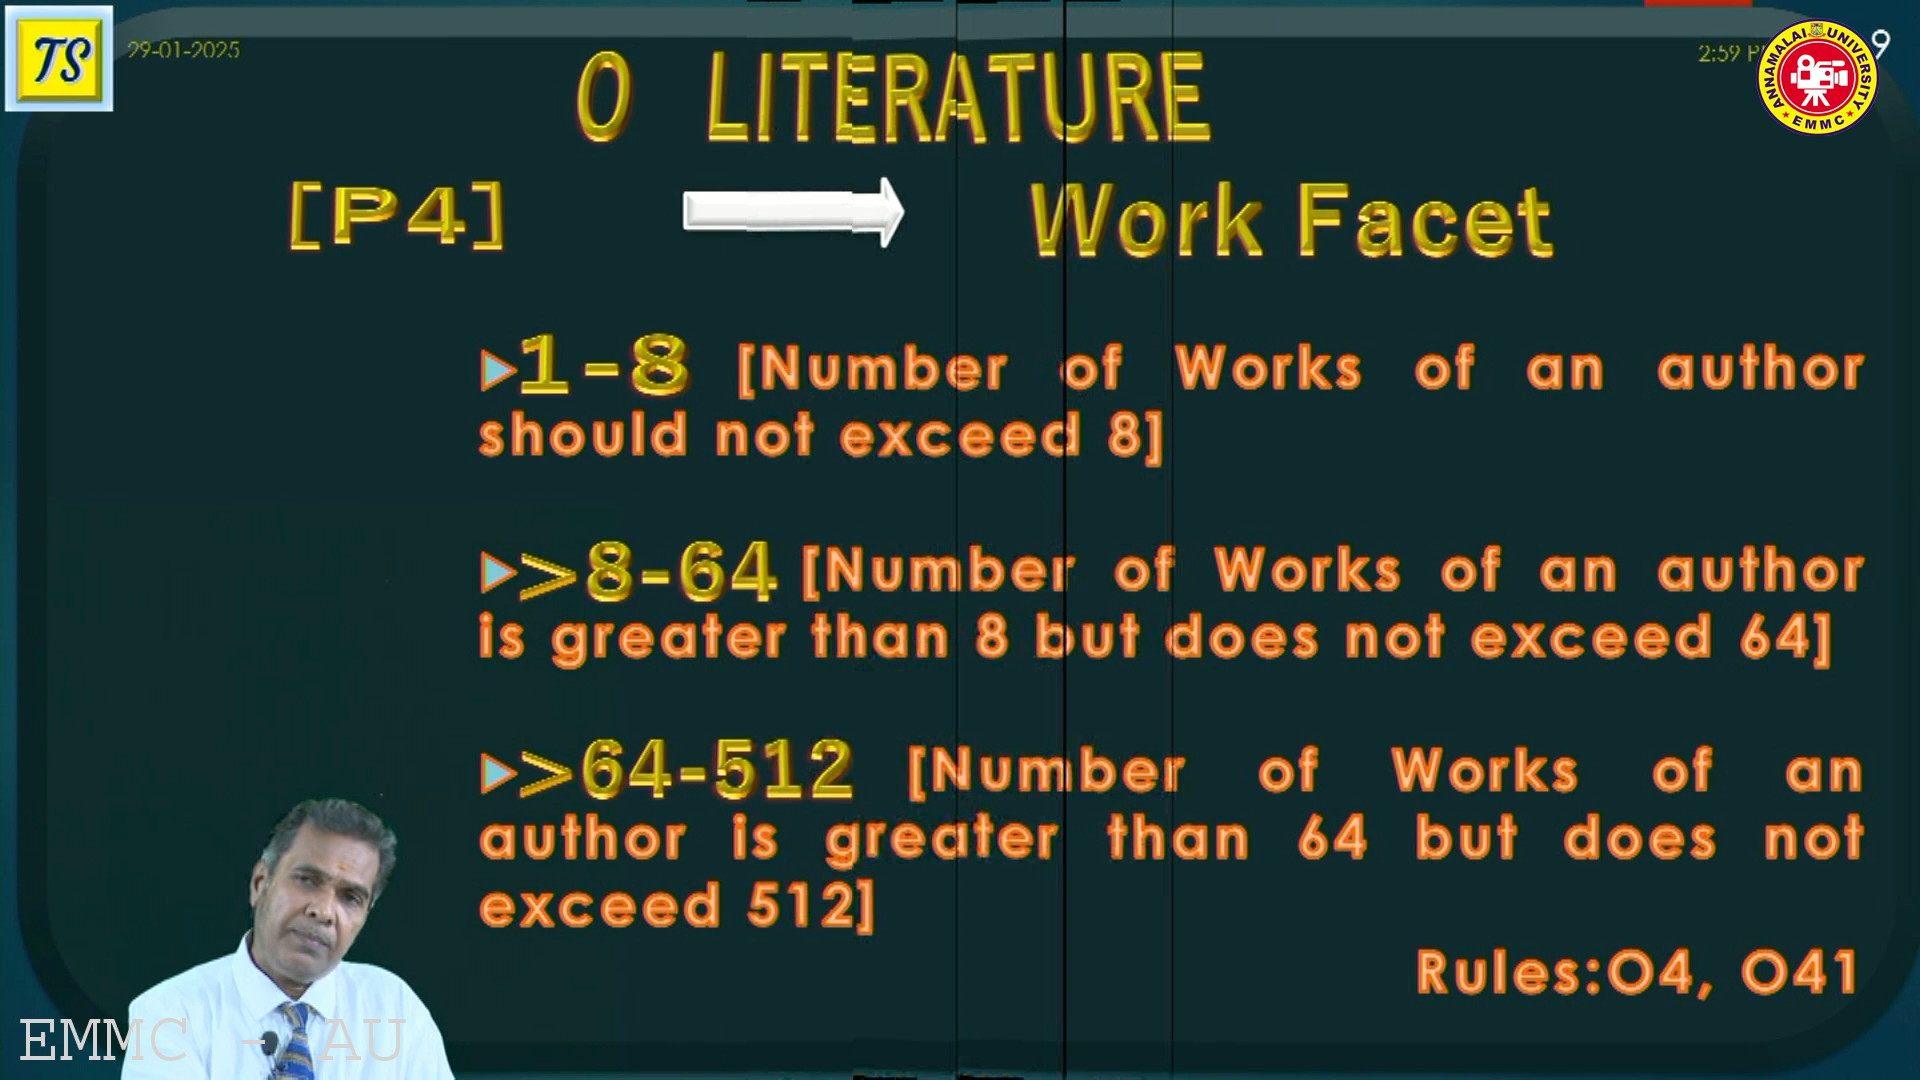 TS
29-01-2025
2:59 P
9
ANNAMALAI UNIVERSITY
EMMC
O LITERATURE
[P4]
Work Facet
1-8 [Number of Works of an author
should not exceed 8]
>8-64 [Number of Works of an author
is greater than 8 but does not exceed 64]
>64-512 [Number of Works of an
author is greater than 64 but does not
exceed 512]
Rules:O4, O41
EMMC - AU